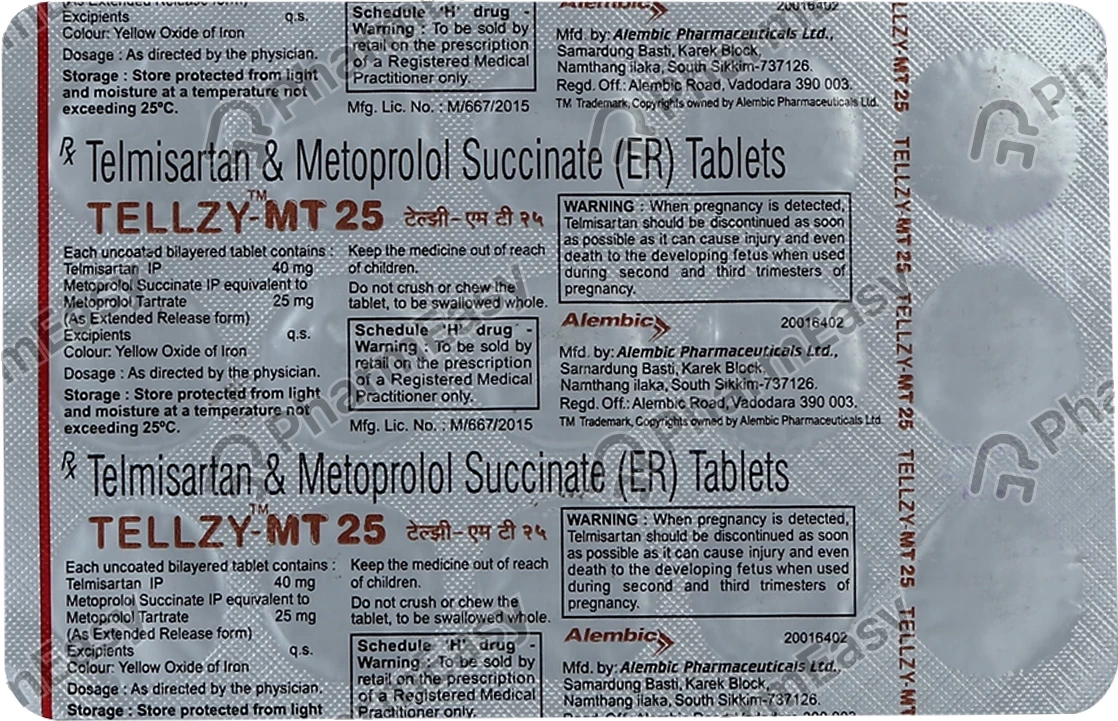 Excipients q.s.
Colour: Yellow Oxide of Iron
Dosage : As directed by the physician.
Storage : Store protected from light
and moisture at a temperature not
exceeding 25ºC.
Schedule 'H' drug -
Warning : To be sold by
retail on the prescription
of a Registered Medical
Practitioner only.
Mfg. Lic. No. : M/667/2015
Alembic 20016402
Mfd. by: Alembic Pharmaceuticals Ltd.,
Samardung Basti, Karek Block,
Namthang ilaka, South Sikkim-737126.
Regd. Off.: Alembic Road, Vadodara 390 003.
TM Trademark, Copyrights owned by Alembic Pharmaceuticals Ltd.
Rx Telmisartan & Metoprolol Succinate (ER) Tablets
TELLZY-MT 25 TM टेल्झी-एम टी २५
Each uncoated bilayered tablet contains :
Telmisartan IP 40 mg
Metoprolol Succinate IP equivalent to
Metoprolol Tartrate 25 mg
(As Extended Release form)
Excipients q.s.
Colour: Yellow Oxide of Iron
Dosage : As directed by the physician.
Storage : Store protected from light
and moisture at a temperature not
exceeding 25ºC.
Keep the medicine out of reach
of children.
Do not crush or chew the
tablet, to be swallowed whole.
Schedule 'H' drug -
Warning : To be sold by
retail on the prescription
of a Registered Medical
Practitioner only.
Mfg. Lic. No. : M/667/2015
WARNING : When pregnancy is detected,
Telmisartan should be discontinued as soon
as possible as it can cause injury and even
death to the developing fetus when used
during second and third trimesters of
pregnancy.
Alembic 20016402
Mfd. by: Alembic Pharmaceuticals Ltd.,
Samardung Basti, Karek Block,
Namthang ilaka, South Sikkim-737126.
Regd. Off.: Alembic Road, Vadodara 390 003.
TM Trademark, Copyrights owned by Alembic Pharmaceuticals Ltd.
Rx Telmisartan & Metoprolol Succinate (ER) Tablets
TELLZY-MT 25 TM टेल्झी-एम टी २५
Each uncoated bilayered tablet contains :
Telmisartan IP 40 mg
Metoprolol Succinate IP equivalent to
Metoprolol Tartrate 25 mg
(As Extended Release form)
Excipients q.s.
Colour: Yellow Oxide of Iron
Dosage : As directed by the physician.
Storage : Store protected from light
Keep the medicine out of reach
of children.
Do not crush or chew the
tablet, to be swallowed whole.
Schedule 'H' drug -
Warning : To be sold by
retail on the prescription
of a Registered Medical
Practitioner only.
WARNING : When pregnancy is detected,
Telmisartan should be discontinued as soon
as possible as it can cause injury and even
death to the developing fetus when used
during second and third trimesters of
pregnancy.
Alembic 20016402
Mfd. by: Alembic Pharmaceuticals Ltd.,
Samardung Basti, Karek Block,
Namthang ilaka, South Sikkim-737126.
TELLZY-MT 25 TELLZY-MT 25 TELLZY-MT 25 TELLZY-MT 25 TELLZY-MT
PharmEasy